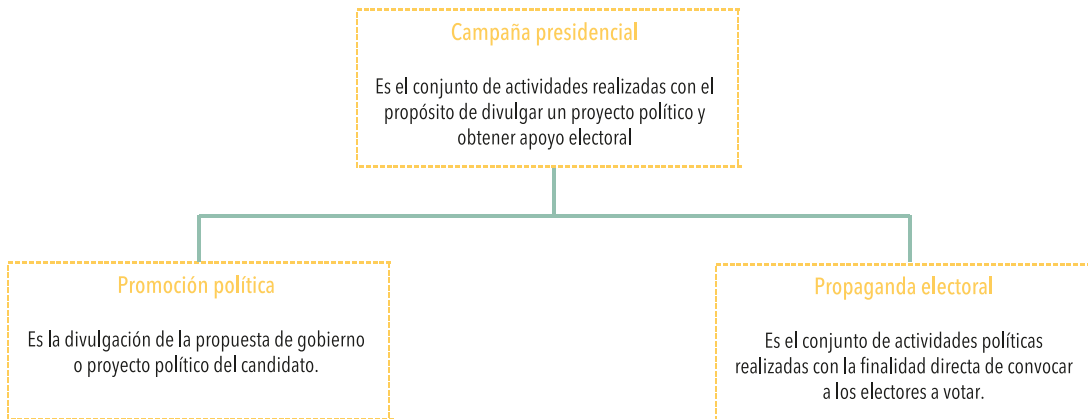 Campaña presidencial
Es el conjunto de actividades realizadas con el
propósito de divulgar un proyecto político y
obtener apoyo electoral
Promoción política
Es la divulgación de la propuesta de gobierno
o proyecto político del candidato.
Propaganda electoral
Es el conjunto de actividades políticas
realizadas con la finalidad directa de convocar
a los electores a votar.